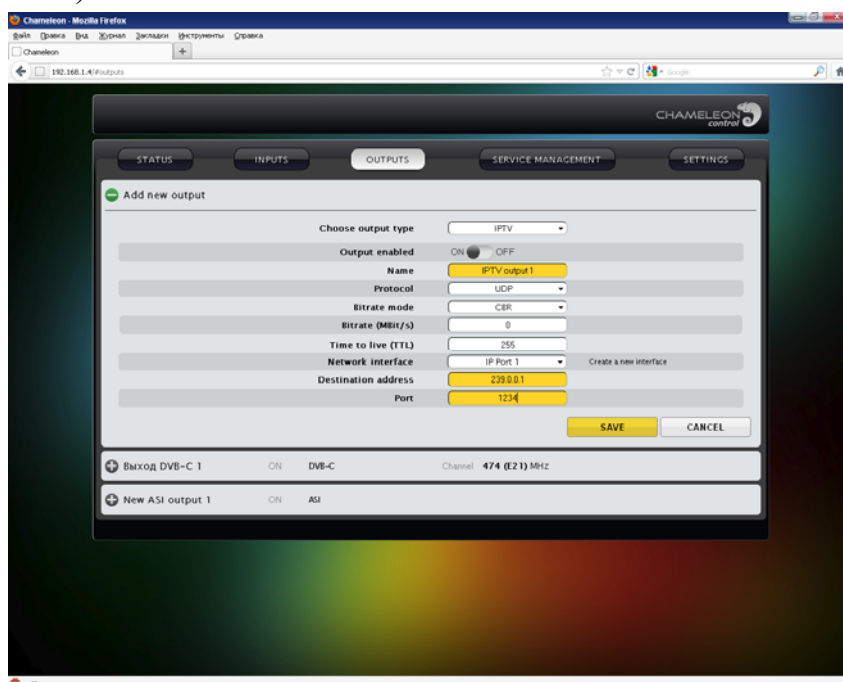 Chameleon - Mozilla Firefox
Файл Правка Вид Журнал Закладки Инструменты Справка
Chameleon +
192.168.1.4/#outputs Google
CHAMELEON
control
STATUS INPUTS OUTPUTS SERVICE MANAGEMENT SETTINGS
Add new output
Choose output type IPTV
Output enabled ON OFF
Name IPTV output 1
Protocol UDP
Bitrate mode CBR
Bitrate (MBit/s) 0
Time to live (TTL) 255
Network interface IP Port 1 Create a new interface
Destination address 239.0.0.1
Port 1234
SAVE CANCEL
Выход DVB-C 1 ON DVB-C Channel 474 (E21) MHz
New ASI output 1 ON ASI